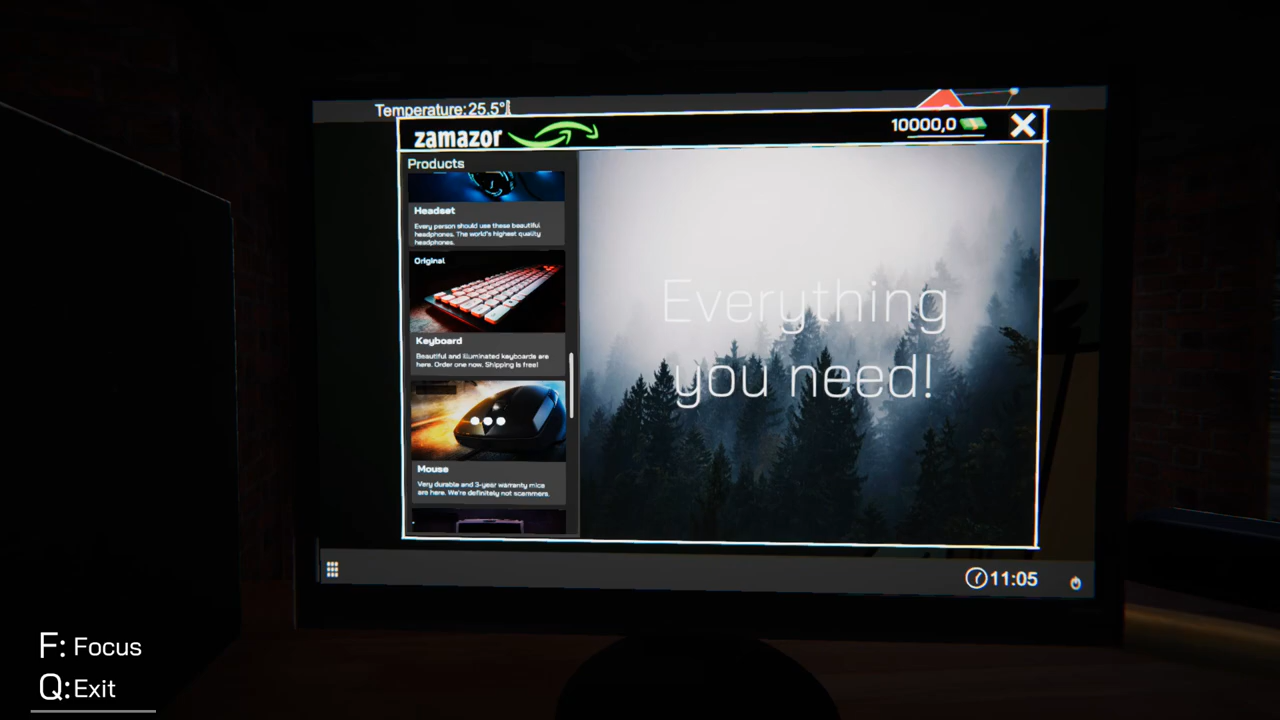 Temperature: 25.5°
zamazor
10000,0
Products
Headset
Every person should use these beautiful
headphones. The world's highest quality
headphones.
Original
Keyboard
Beautiful and illuminated keyboards are
here. Order one now. Shipping is free!
Mouse
Very durable and 3-year warranty mice
are here. We're definitely not scammers.
Everything
you need!
11:05
F: Focus
Q: Exit